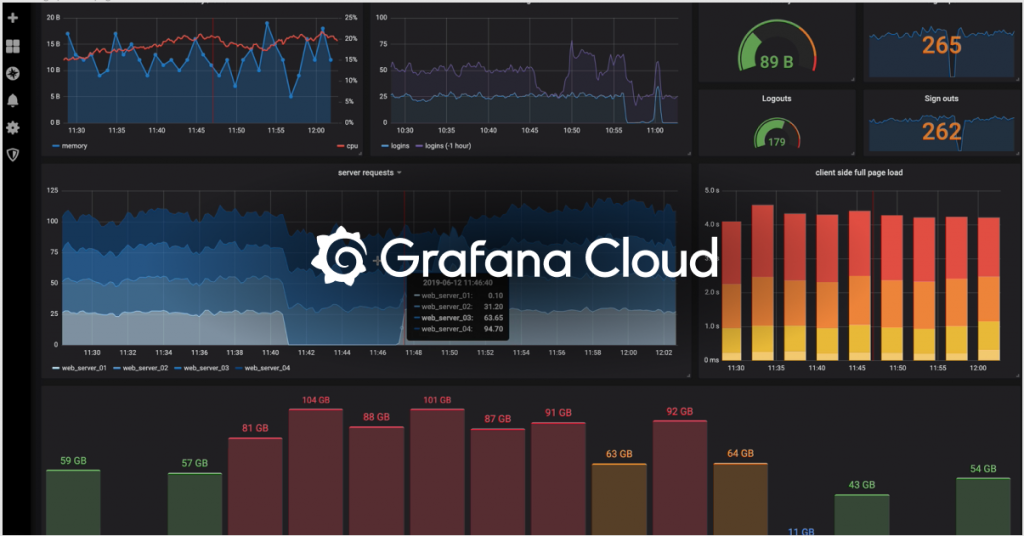 20 B
15 B
10 B
5 B
0 B
25%
20%
15%
10%
5%
0%
11:30 11:35 11:40 11:45 11:50 11:55 12:00
memory cpu
100
75
50
25
0
10:30 10:35 10:40 10:45 10:50 10:55 11:00
logins logins (-1 hour)
89 B
265
Logouts
179
Sign outs
262
server requests
125
100
75
50
25
0
11:30 11:32 11:34 11:36 11:38 11:40 11:42 11:44 11:46 11:48 11:50 11:52 11:54 11:56 11:58 12:00 12:02
web_server_01 web_server_02 web_server_03 web_server_04
Grafana Cloud
2019-06-12 11:46:40
web_server_01: 0.10
web_server_02: 31.20
web_server_03: 63.65
web_server_04: 94.70
client side full page load
5.0 s
4.0 s
2.0 s
1.0 s
0 ms
11:30 11:35 11:40 11:45 11:50 11:55 12:00
59 GB
57 GB
81 GB
104 GB
88 GB
101 GB
87 GB
91 GB
63 GB
92 GB
64 GB
11 GB
43 GB
54 GB